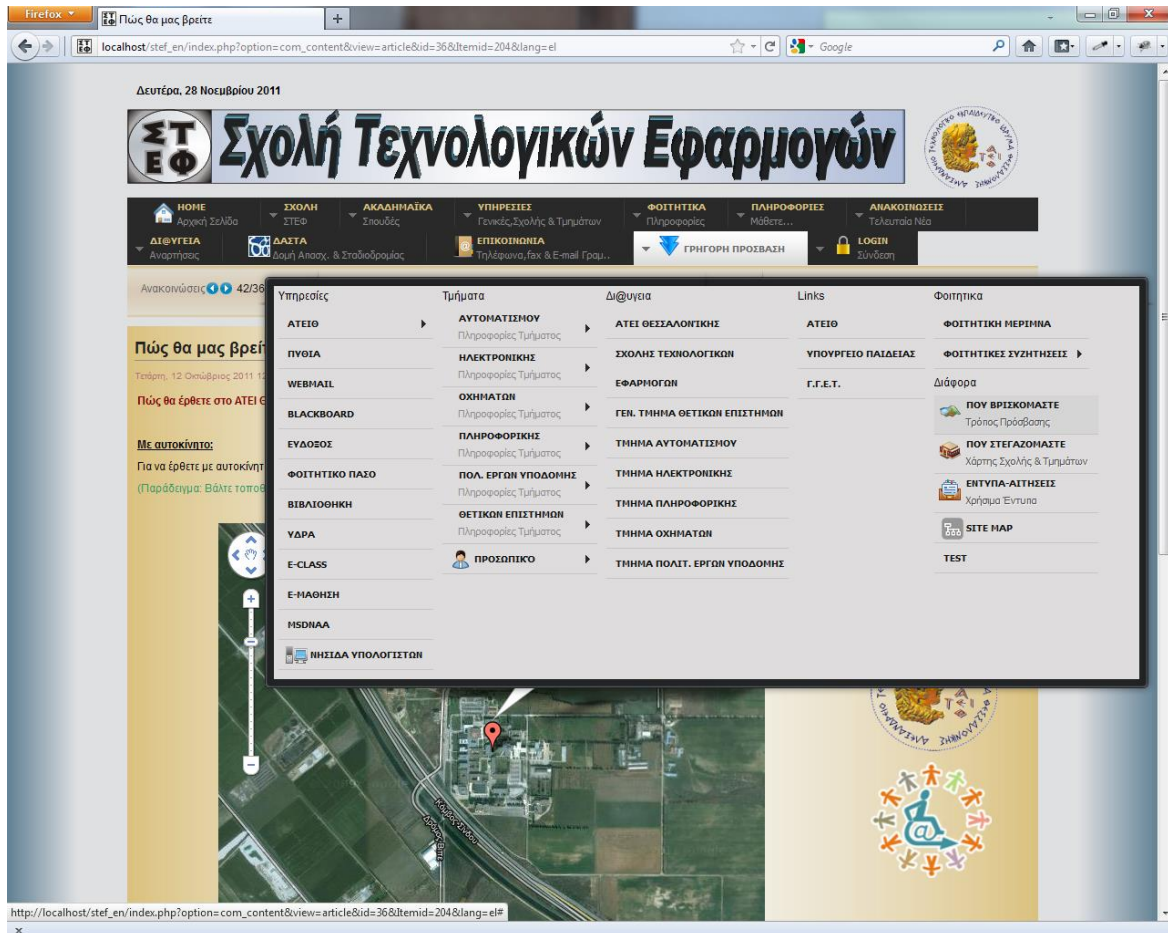 Firefox
Πώς θα μας βρείτε
localhost/stef_en/index.php?option=com_content&view=article&id=36&Itemid=204&lang=el
Google
Δευτέρα, 28 Νοεμβρίου 2011
ΣΤ
ΕΦ
Σχολή Τεχνολογικών Εφαρμογών
HOME
Αρχική Σελίδα
ΣΧΟΛΗ
ΣΤΕΦ
ΑΚΑΔΗΜΑΪΚΑ
Σπουδές
ΥΠΗΡΕΣΙΕΣ
Γενικές,Σχολής & Τμημάτων
ΦΟΙΤΗΤΙΚΑ
Πληροφορίες
ΠΛΗΡΟΦΟΡΙΕΣ
Μάθετε...
ΑΝΑΚΟΙΝΩΣΕΙΣ
Τελευταία Νέα
ΔΙ@ΥΓΕΙΑ
Αναρτήσεις
ΔΑΣΤΑ
Δομή Απασχ. & Σταδιοδρομίας
ΕΠΙΚΟΙΝΩΝΙΑ
Τηλέφωνα,fax & E-mail Γραμ..
ΓΡΗΓΟΡΗ ΠΡΟΣΒΑΣΗ
LOGIN
Σύνδεση
Ανακοινώσεις 42/36
Πώς θα μας βρεί
Τετάρτη, 12 Οκτώβριος 2011 12
Πώς θα έρθετε στο ΑΤΕΙ Θ
Με αυτοκίνητο:
Για να έρθετε με αυτοκίνητ
(Παράδειγμα: Βάλτε τοποθ
Υπηρεσίες
ΑΤΕΙΘ
ΠΥΘΙΑ
WEBMAIL
BLACKBOARD
ΕΥΔΟΞΟΣ
ΦΟΙΤΗΤΙΚΟ ΠΑΣΟ
ΒΙΒΛΙΟΘΗΚΗ
ΥΔΡΑ
E-CLASS
Ε-ΜΑΘΗΣΗ
MSDNAA
ΝΗΣΙΔΑ ΥΠΟΛΟΓΙΣΤΩΝ
Τμήματα
ΑΥΤΟΜΑΤΙΣΜΟΥ
Πληροφορίες Τμήματος
ΗΛΕΚΤΡΟΝΙΚΗΣ
Πληροφορίες Τμήματος
ΟΧΗΜΑΤΩΝ
Πληροφορίες Τμήματος
ΠΛΗΡΟΦΟΡΙΚΗΣ
Πληροφορίες Τμήματος
ΠΟΛ. ΕΡΓΩΝ ΥΠΟΔΟΜΗΣ
Πληροφορίες Τμήματος
ΘΕΤΙΚΩΝ ΕΠΙΣΤΗΜΩΝ
Πληροφορίες Τμήματος
ΠΡΟΣΩΠΙΚΌ
Δι@υγεια
ΑΤΕΙ ΘΕΣΣΑΛΟΝΊΚΗΣ
ΣΧΟΛΗΣ ΤΕΧΝΟΛΟΓΙΚΩΝ
ΕΦΑΡΜΟΓΩΝ
ΓΕΝ. ΤΜΗΜΑ ΘΕΤΙΚΩΝ ΕΠΙΣΤΗΜΩΝ
ΤΜΗΜΑ ΑΥΤΟΜΑΤΙΣΜΟΥ
ΤΜΗΜΑ ΗΛΕΚΤΡΟΝΙΚΗΣ
ΤΜΗΜΑ ΠΛΗΡΟΦΟΡΙΚΗΣ
ΤΜΗΜΑ ΟΧΗΜΑΤΩΝ
ΤΜΗΜΑ ΠΟΛΙΤ. ΕΡΓΩΝ ΥΠΟΔΟΜΗΣ
Links
ΑΤΕΙΘ
ΥΠΟΥΡΓΕΙΟ ΠΑΙΔΕΙΑΣ
Γ.Γ.Ε.Τ.
Φοιτητικα
ΦΟΙΤΗΤΙΚΗ ΜΕΡΙΜΝΑ
ΦΟΙΤΗΤΙΚΕΣ ΣΥΖΗΤΗΣΕΙΣ
Διάφορα
ΠΟΥ ΒΡΙΣΚΟΜΑΣΤΕ
Τρόπος Πρόσβασης
ΠΟΥ ΣΤΕΓΑΖΟΜΑΣΤΕ
Χάρτης Σχολής & Τμημάτων
ΕΝΤΥΠΑ-ΑΙΤΗΣΕΙΣ
Χρήσιμα Έντυπα
SITE MAP
TEST
Κόμβος-Σίνδου
http://localhost/stef_en/index.php?option=com_content&view=article&id=36&Itemid=204&lang=el#